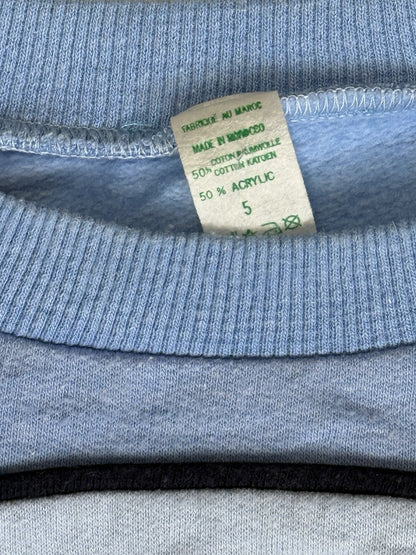 FABRIQUE AU MAROC
MADE IN MOROCCO
COTON BAUMWOLLE
50% COTTON KATOEN
50 % ACRYLIC
5